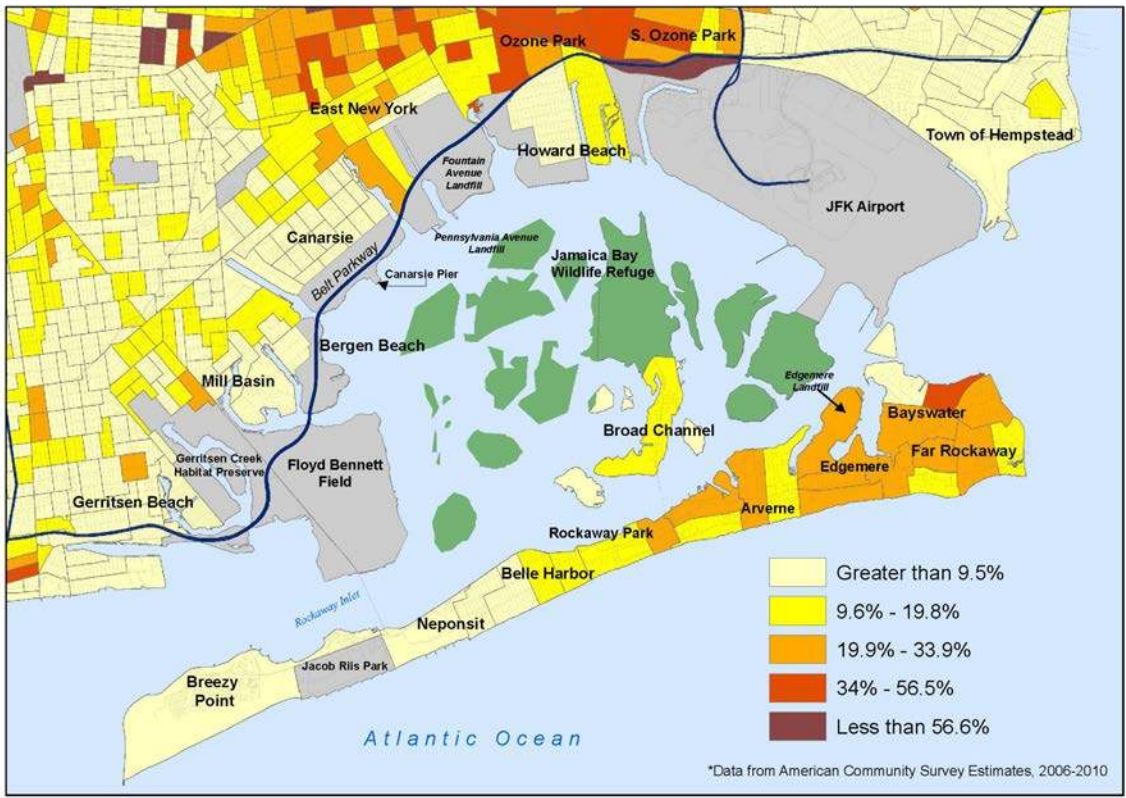 Ozone Park
S. Ozone Park
East New York
Town of Hempstead
Howard Beach
Fountain
Avenue
Landfill
JFK Airport
Canarsie
Pennsylvania Avenue
Landfill
Jamaica Bay
Wildlife Refuge
Belt Parkway
Canarsie Pier
Bergen Beach
Mill Basin
Edgemere
Landfill
Bayswater
Broad Channel
Far Rockaway
Gerritsen Creek
Habitat Preserve
Floyd Bennett
Field
Edgemere
Gerritsen Beach
Arverne
Rockaway Park
Belle Harbor
Rockaway Inlet
Neponsit
Jacob Riis Park
Breezy
Point
Atlantic Ocean
Greater than 9.5%
9.6% - 19.8%
19.9% - 33.9%
34% - 56.5%
Less than 56.6%
*Data from American Community Survey Estimates, 2006-2010